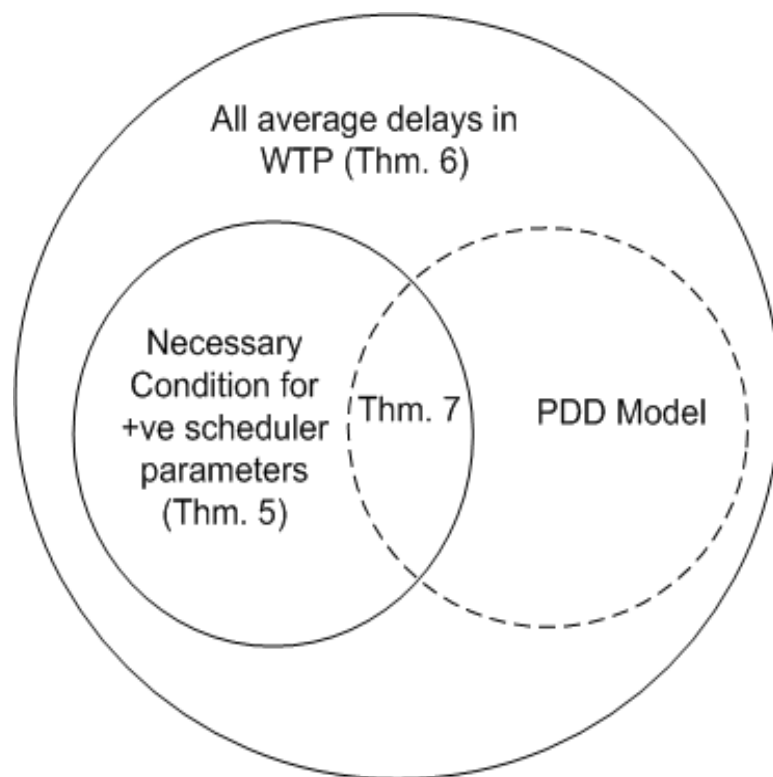 All average delays in
WTP (Thm. 6)
Necessary
Condition for
+ve scheduler
parameters
(Thm. 5)
Thm. 7
PDD Model